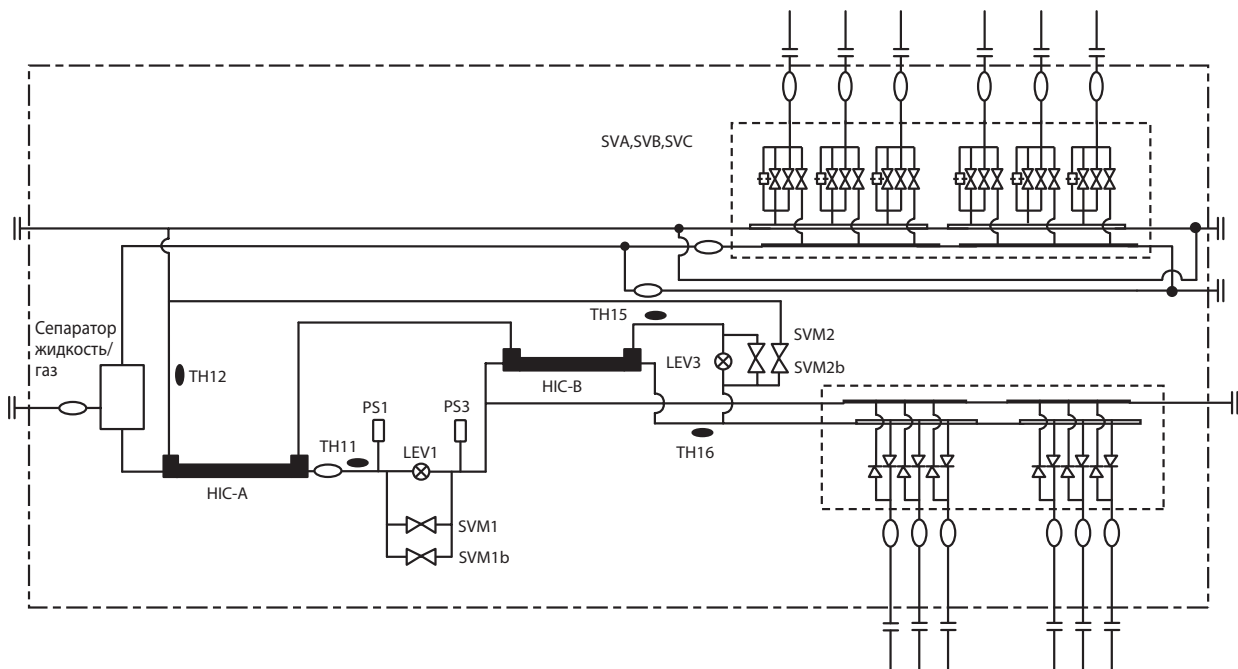 SVA,SVB,SVC
Сепаратор
жидкость/
газ
TH12
TH15
SVM2
LEV3
SVM2b
HIC-B
PS1
PS3
TH11
LEV1
TH16
HIC-A
SVM1
SVM1b